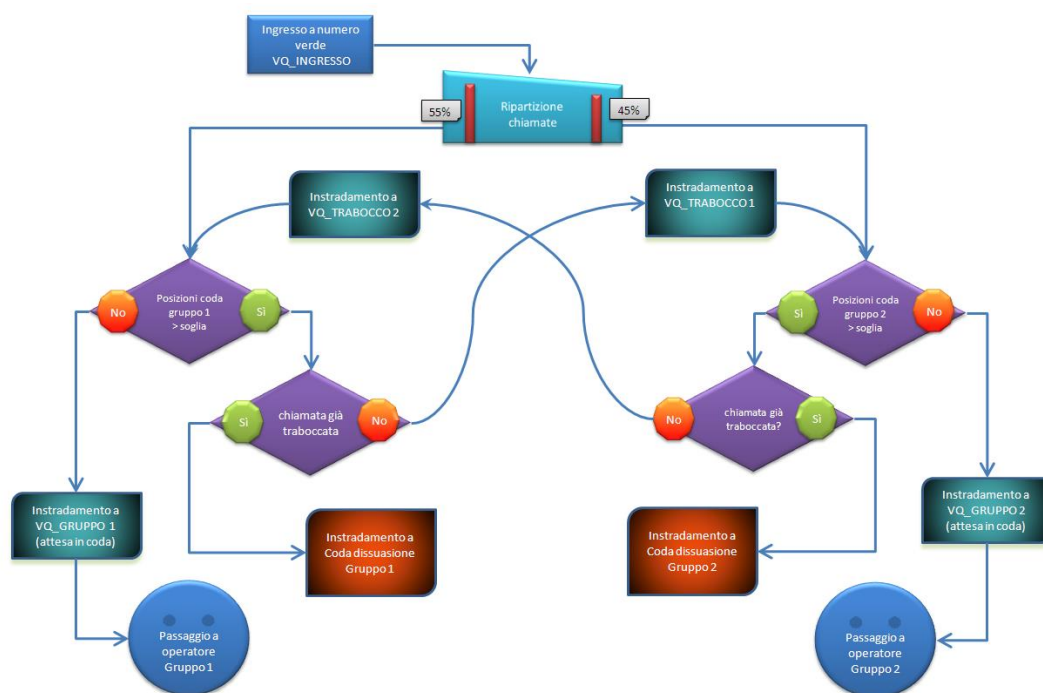 Ingresso a numero
verde
VQ_INGRESSO
55%
Ripartizione
chiamate
45%
Instradamento a
VQ_TRABOCCO 2
Instradamento a
VQ_TRABOCCO 1
No
Posizioni coda
gruppo 1
> soglia
Sì
Sì
Posizioni coda
gruppo 2
> soglia
No
Sì
chiamata già
traboccata
No
No
chiamata già
traboccata?
Sì
Instradamento a
VQ_GRUPPO 1
(attesa in coda)
Instradamento a
Coda dissuasione
Gruppo 1
Instradamento a
Coda dissuasione
Gruppo 2
Instradamento a
VQ_GRUPPO 2
(attesa in coda)
Passaggio a
operatore
Gruppo 1
Passaggio a
operatore
Gruppo 2